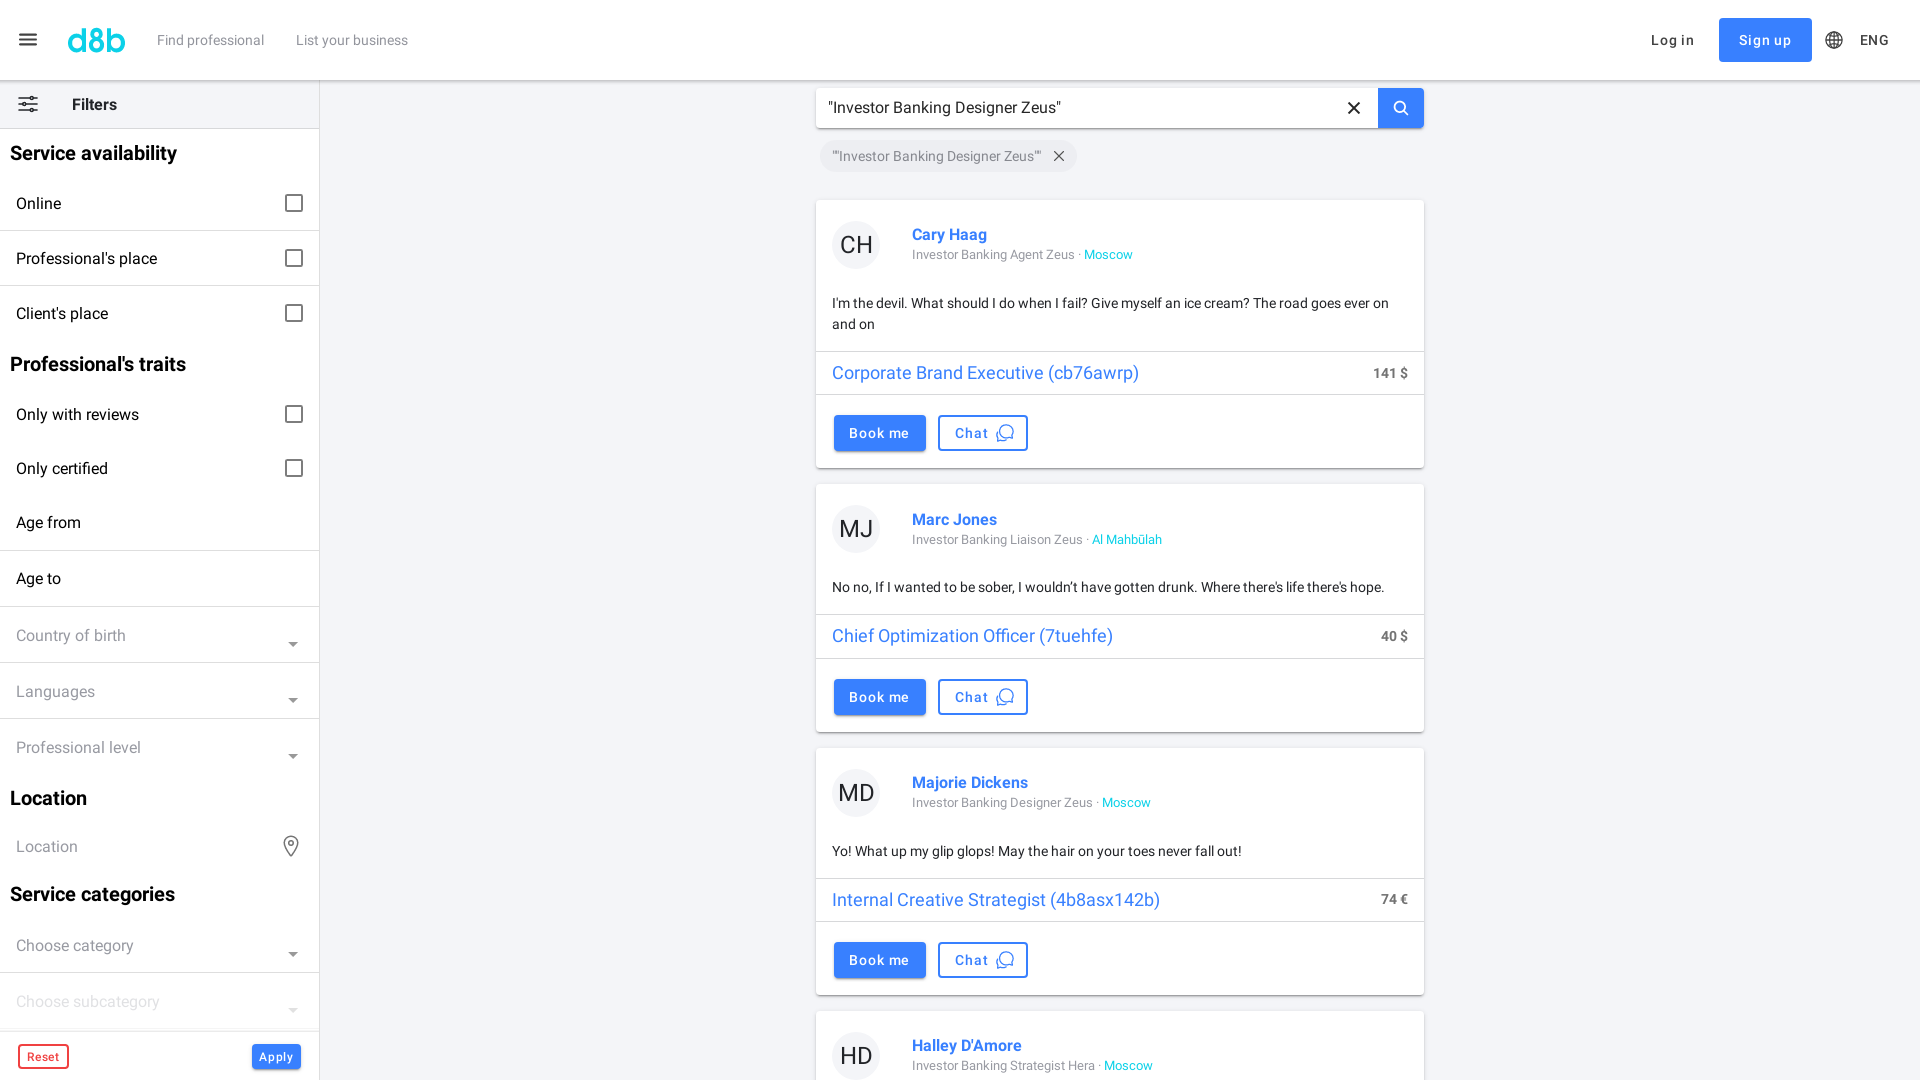 d8b
Find professional
List your business
Log in
Sign up
ENG
Filters
Service availability
Online
Professional's place
Client's place
Professional's traits
Only with reviews
Only certified
Age from
Age to
Country of birth
Languages
Professional level
Location
Location
Service categories
Choose category
Choose subcategory
Reset
Apply
"Investor Banking Designer Zeus"
""Investor Banking Designer Zeus""
CH
Cary Haag
Investor Banking Agent Zeus · Moscow
I'm the devil. What should I do when I fail? Give myself an ice cream? The road goes ever on
and on
Corporate Brand Executive (cb76awrp)
141 $
Book me
Chat
MJ
Marc Jones
Investor Banking Liaison Zeus · Al Mahbūlah
No no, If I wanted to be sober, I wouldn’t have gotten drunk. Where there's life there's hope.
Chief Optimization Officer (7tuehfe)
40 $
Book me
Chat
MD
Majorie Dickens
Investor Banking Designer Zeus · Moscow
Yo! What up my glip glops! May the hair on your toes never fall out!
Internal Creative Strategist (4b8asx142b)
74 €
Book me
Chat
HD
Halley D'Amore
Investor Banking Strategist Hera · Moscow